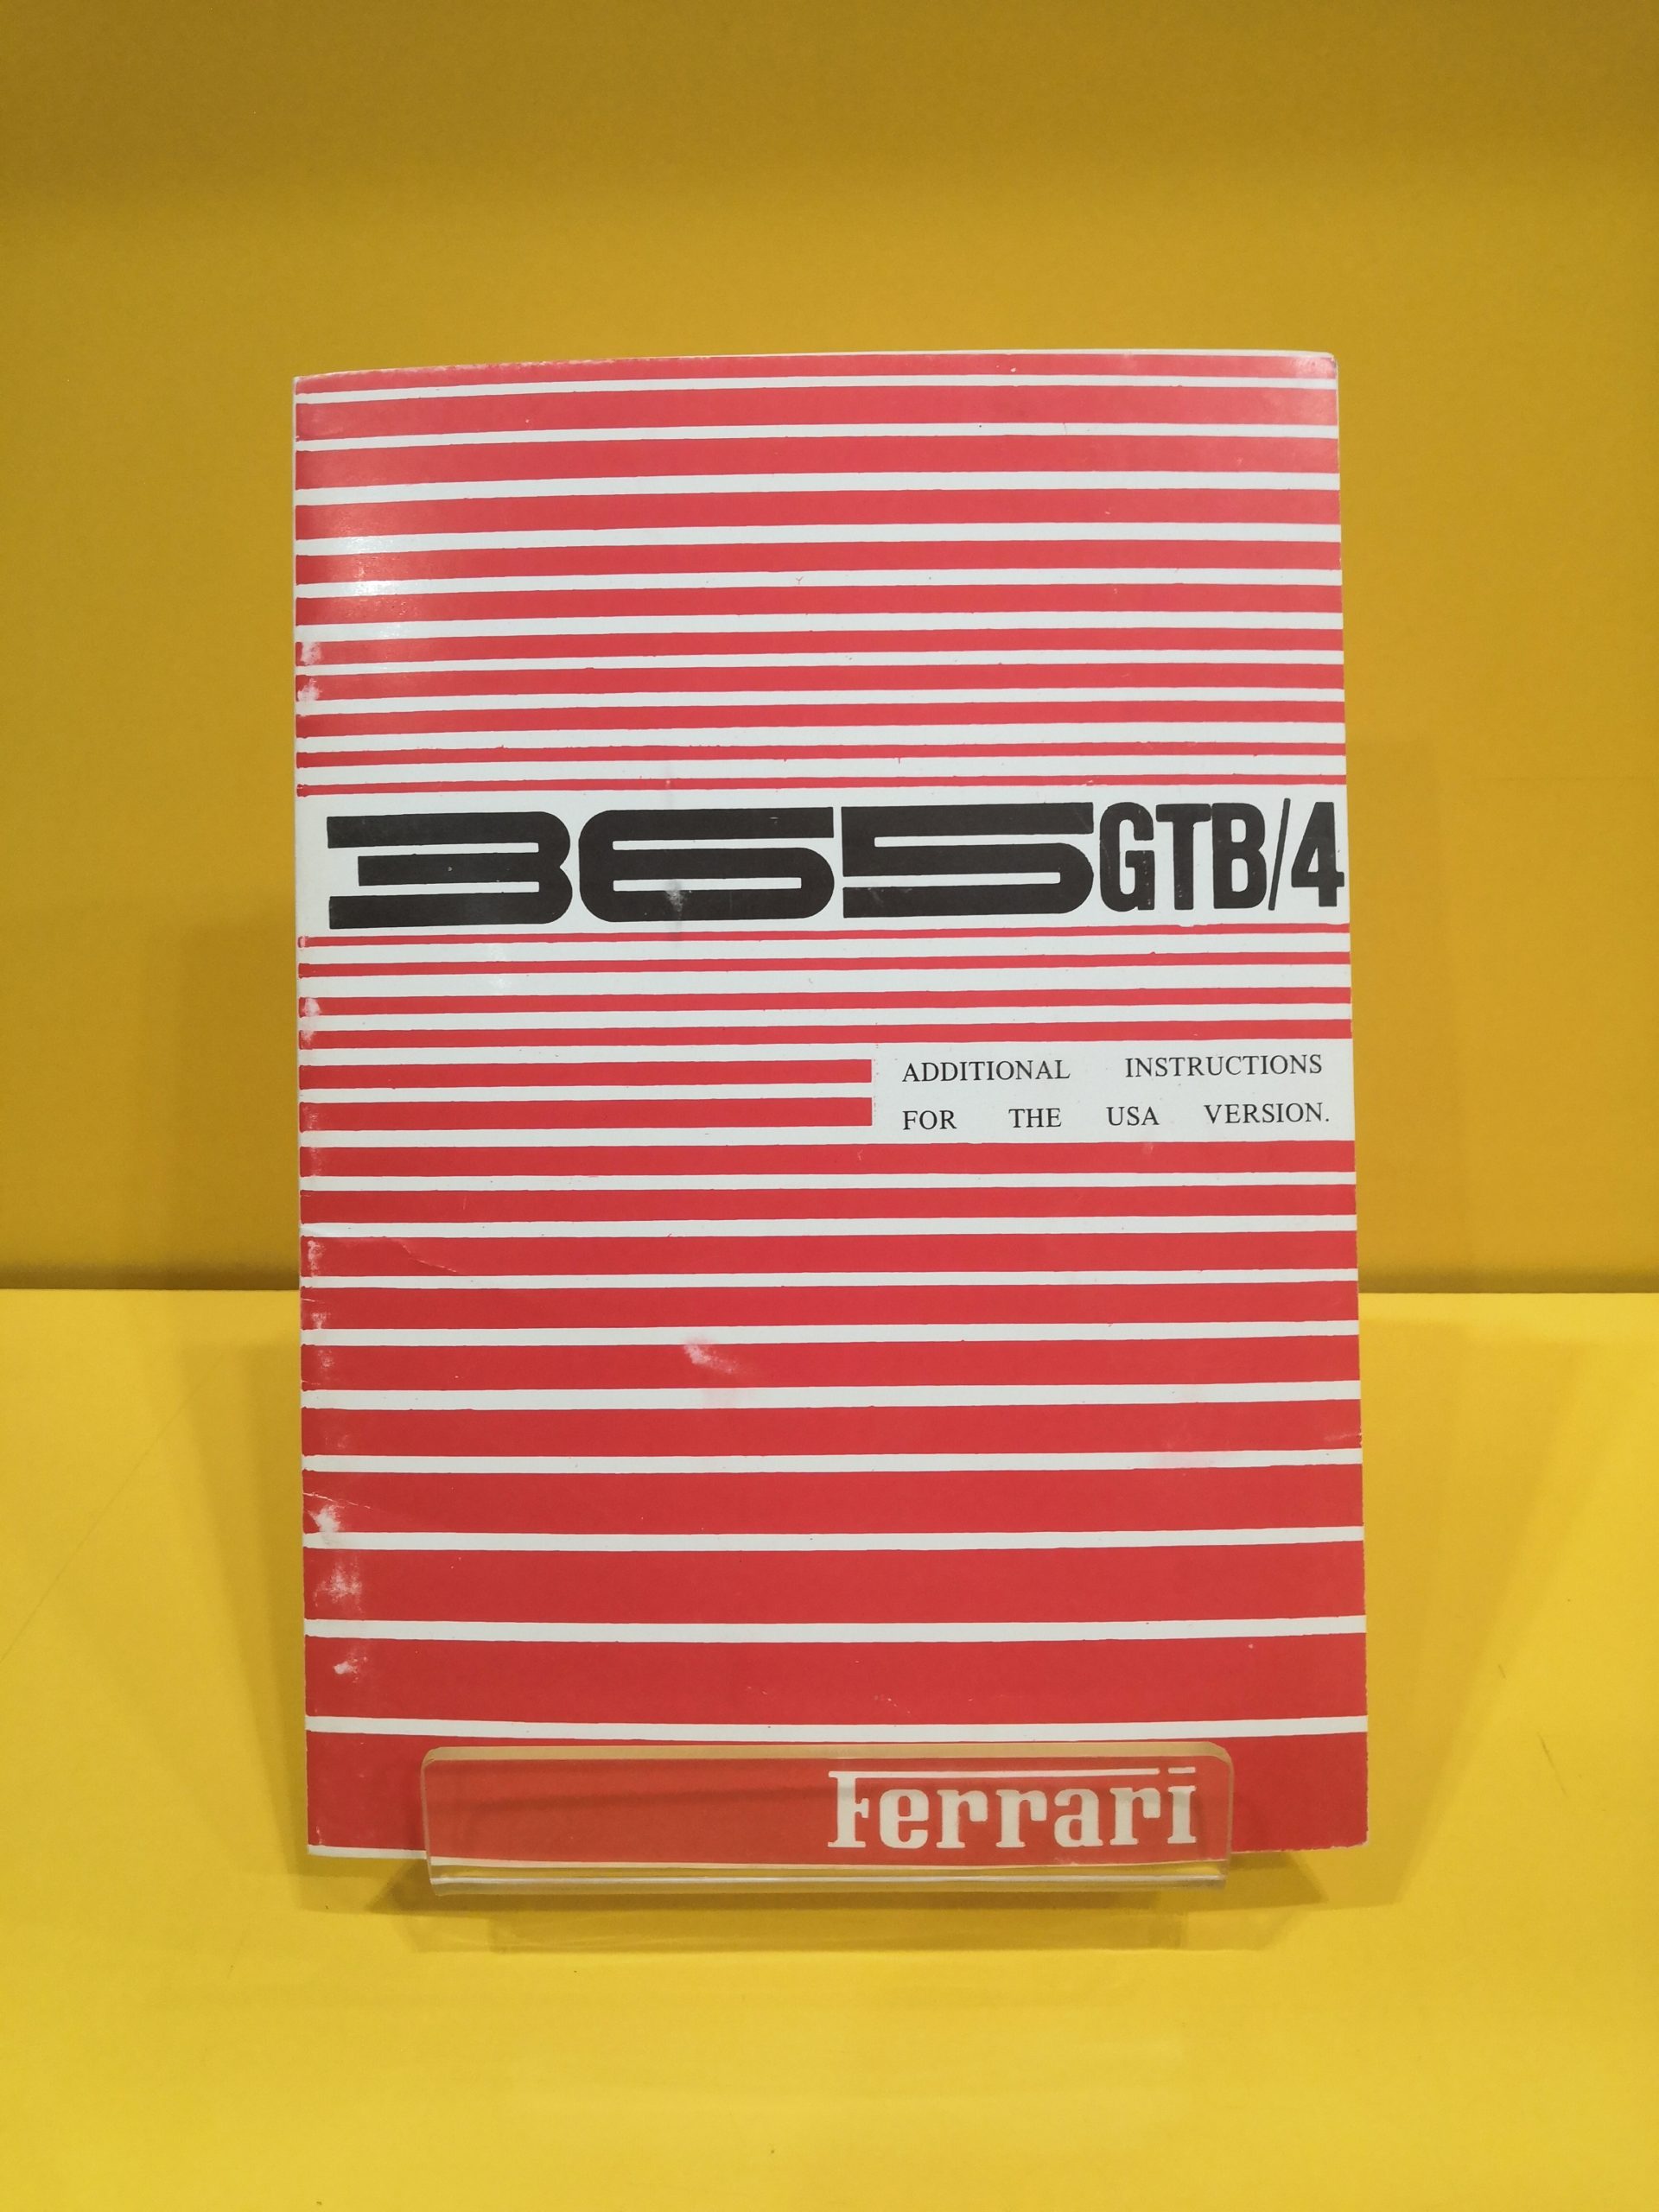 365GTB/4
ADDITIONAL INSTRUCTIONS
FOR THE USA VERSION.
Ferrari